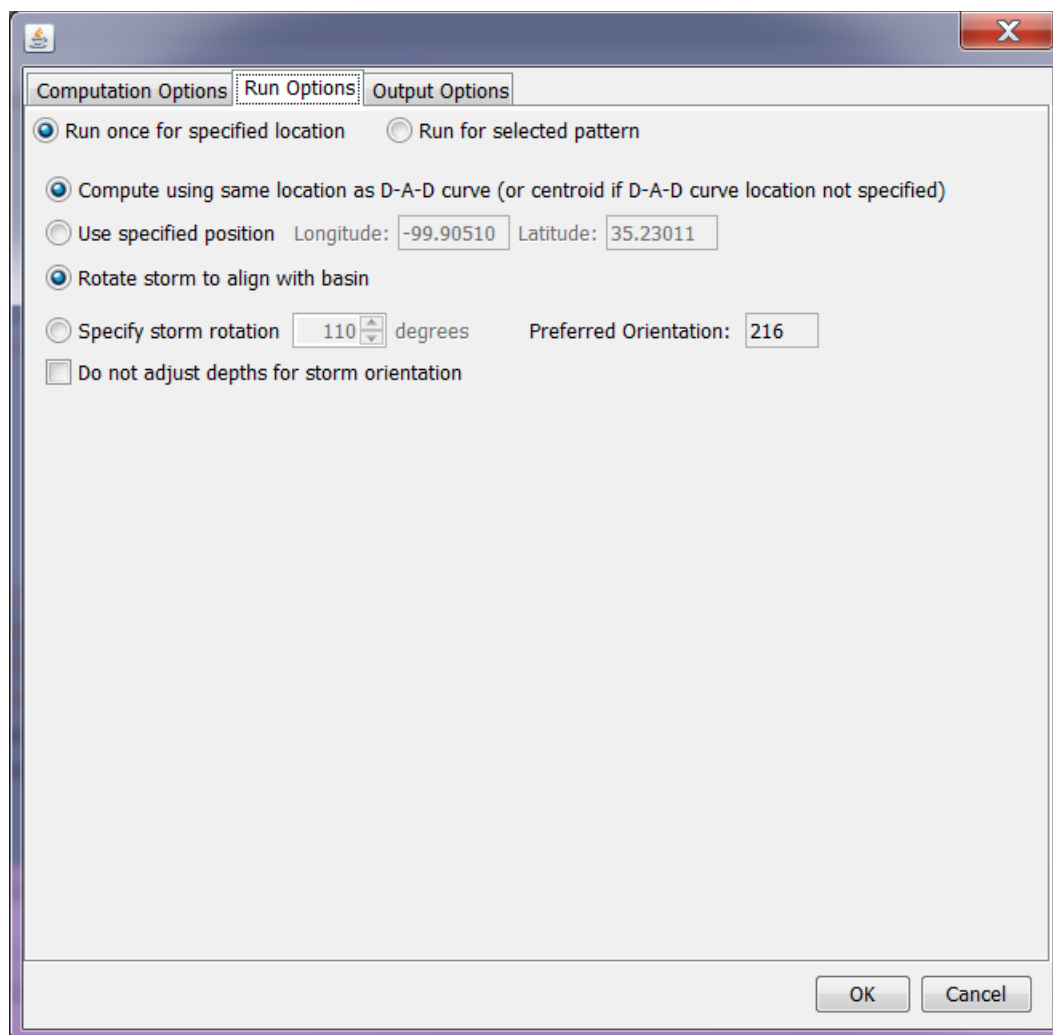 X
Computation Options Run Options Output Options
Run once for specified location Run for selected pattern
Compute using same location as D-A-D curve (or centroid if D-A-D curve location not specified)
Use specified position Longitude: -99.90510 Latitude: 35.23011
Rotate storm to align with basin
Specify storm rotation 110 degrees Preferred Orientation: 216
Do not adjust depths for storm orientation
OK Cancel